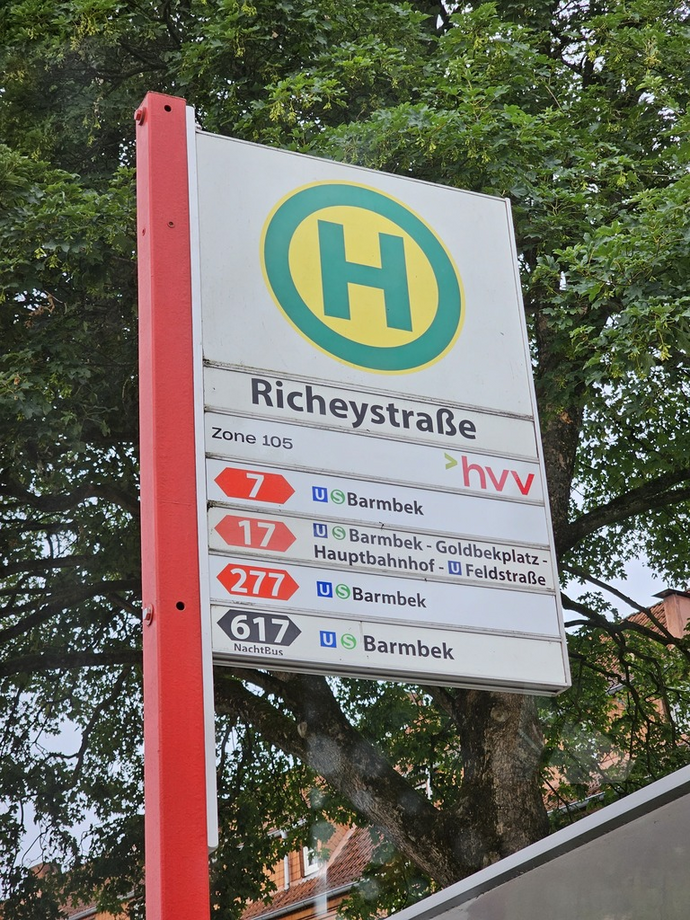 H
Richeystraße
Zone 105
hvv
7 U S Barmbek
17 U S Barmbek - Goldbekplatz -
Hauptbahnhof - U Feldstraße
277 U S Barmbek
617 U S Barmbek
NachtBus